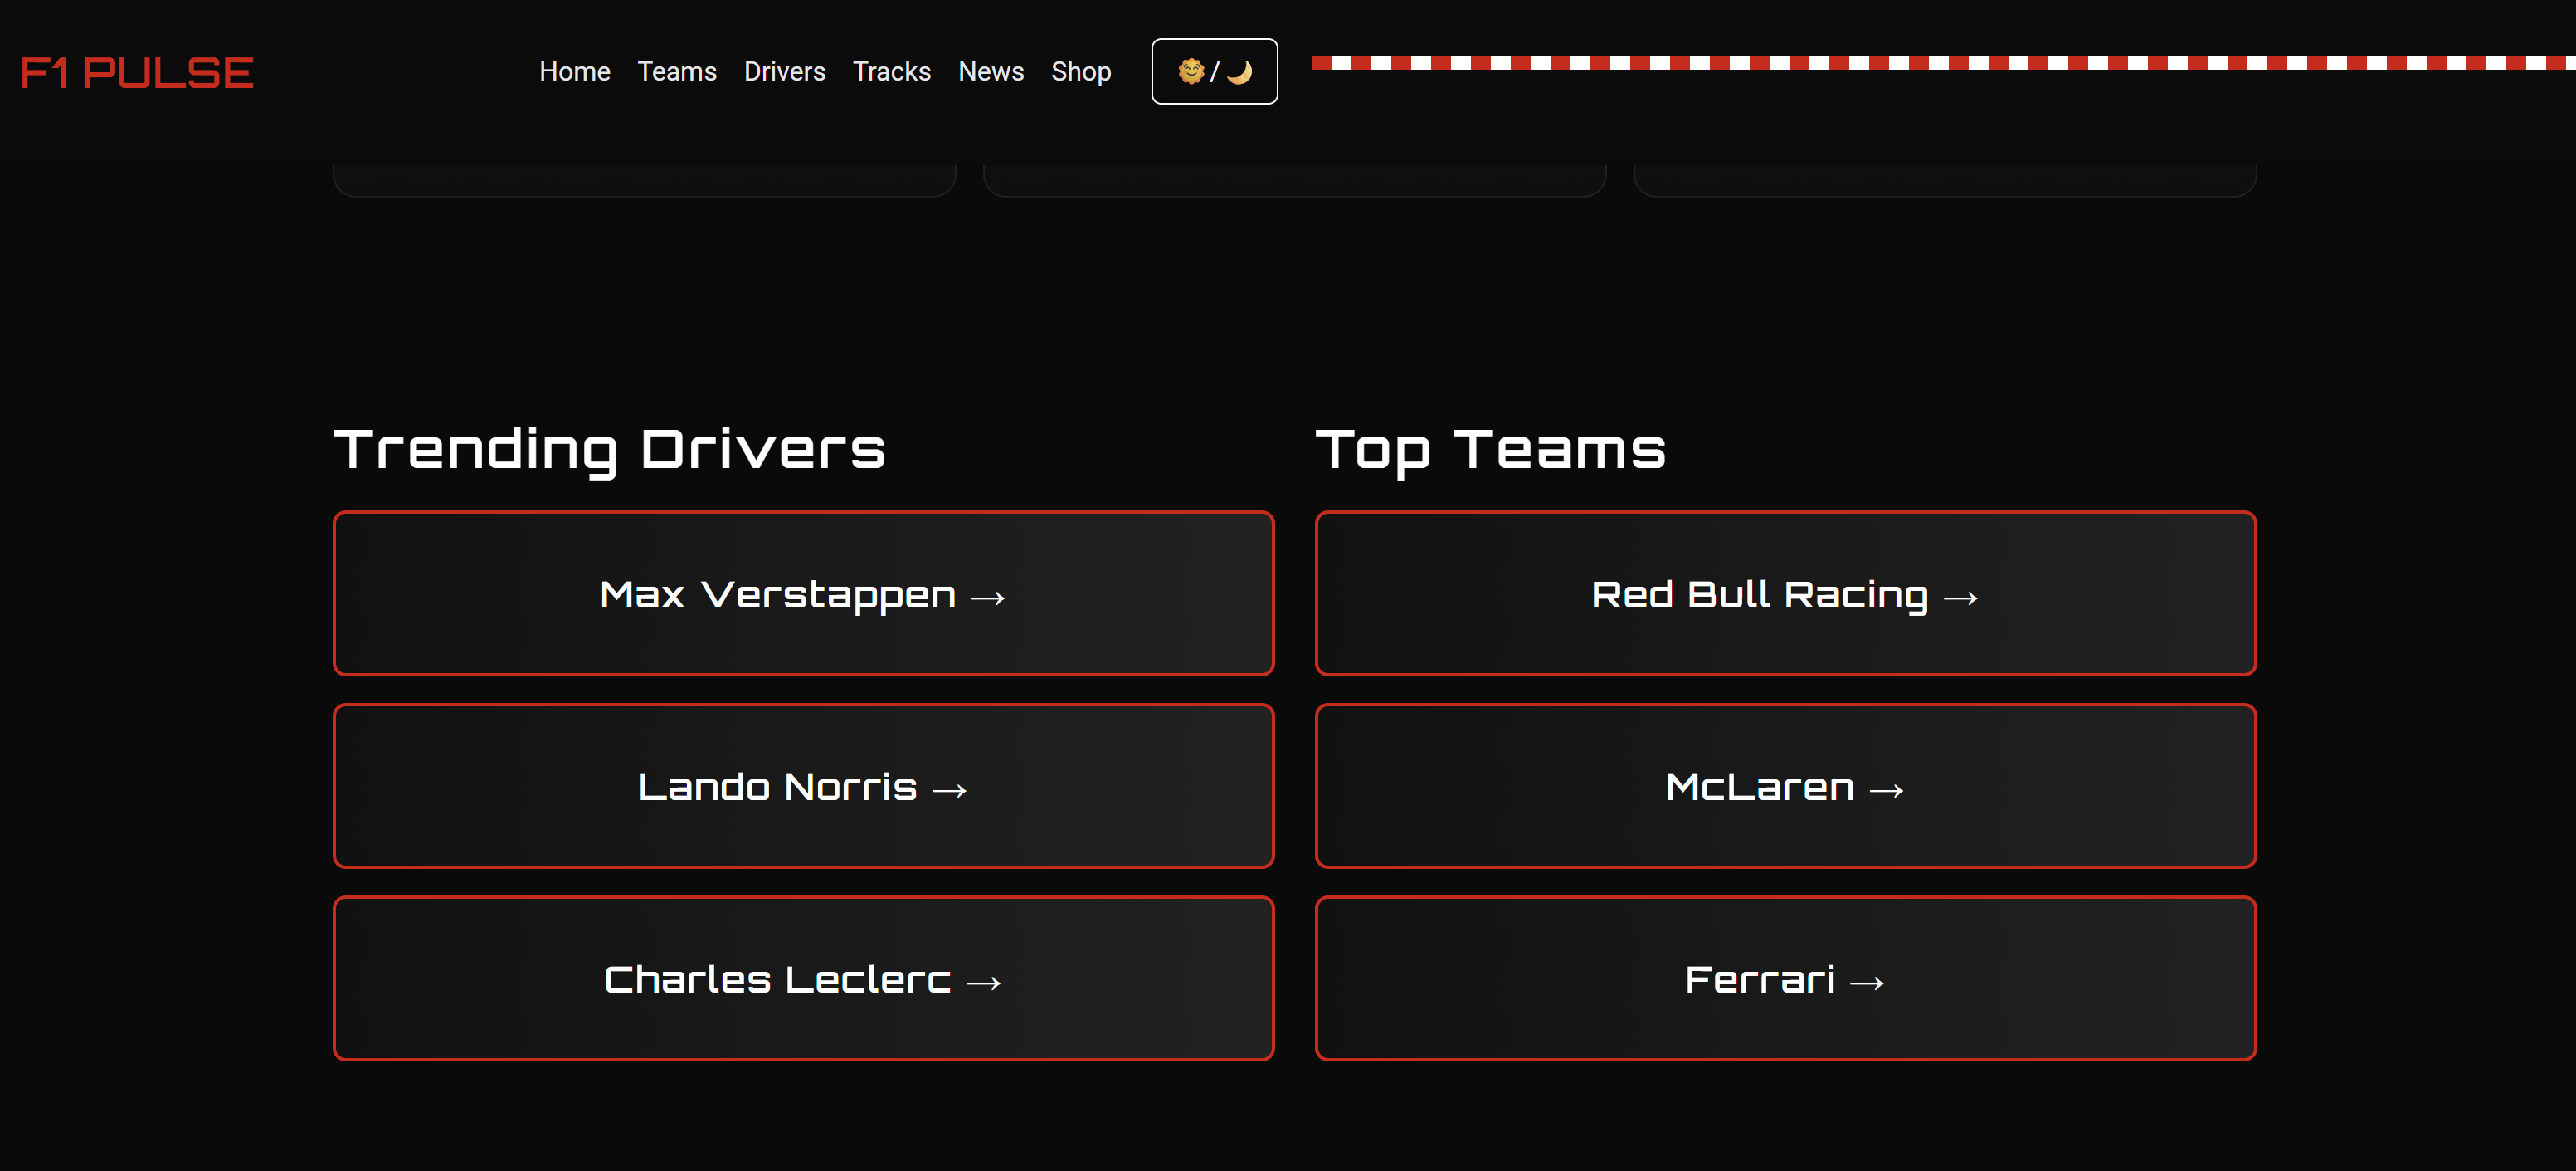 F1 PULSE
Home Teams Drivers Tracks News Shop 🌞/🌙
Trending Drivers
Max Verstappen →
Lando Norris →
Charles Leclerc →
Top Teams
Red Bull Racing →
McLaren →
Ferrari →